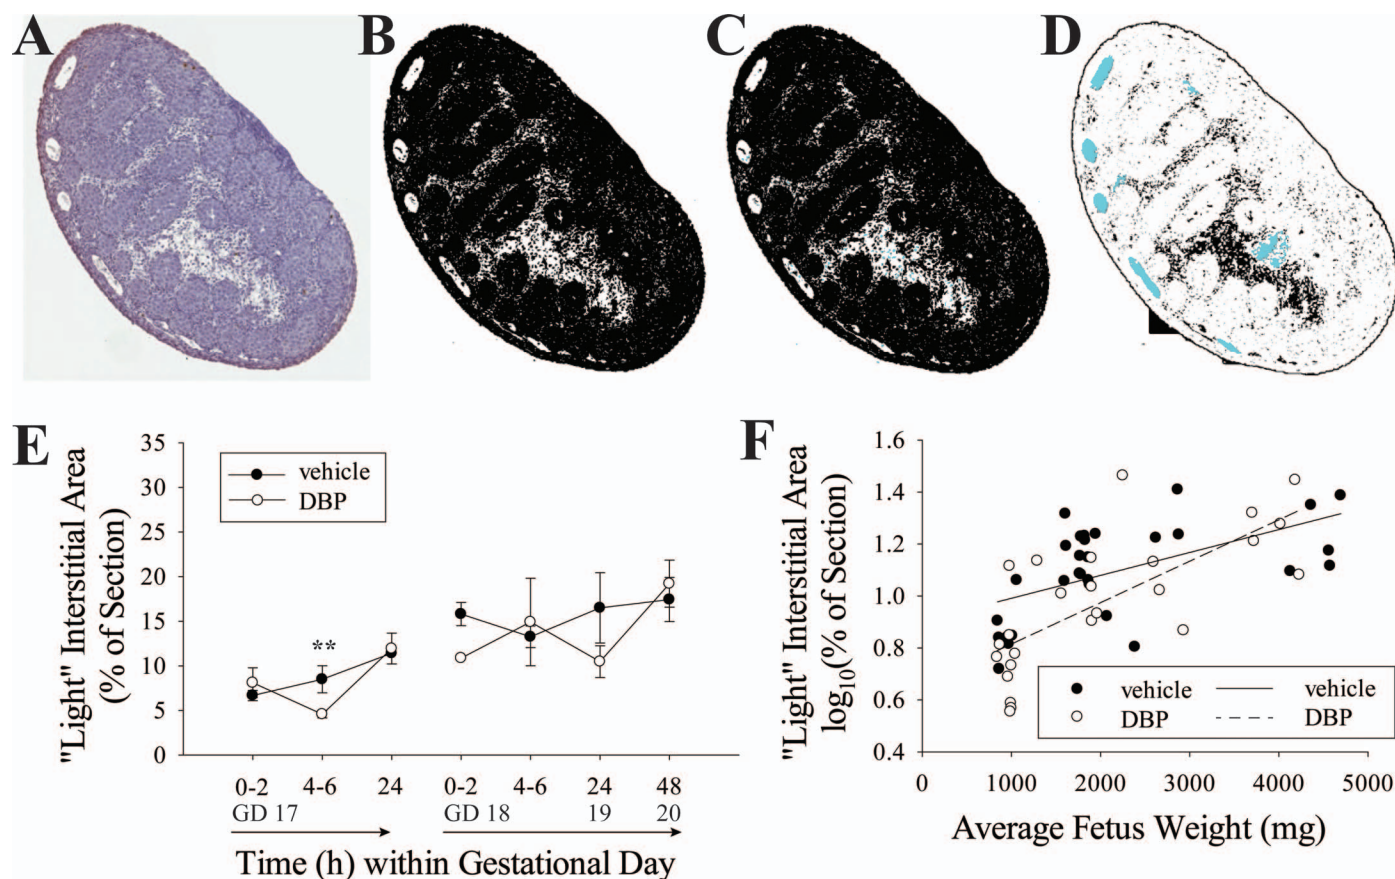 A B C D
E
"Light" Interstitial Area
(% of Section)
35
30
25
20
15
10
5
0
vehicle
DBP
**
0-2 4-6 24 0-2 4-6 24 48
GD 17 GD 18 19 20
Time (h) within Gestational Day
F
"Light" Interstitial Area
log₁₀(% of Section)
1.6
1.4
1.2
1.0
0.8
0.6
0.4
vehicle vehicle
DBP DBP
0 1000 2000 3000 4000 5000
Average Fetus Weight (mg)